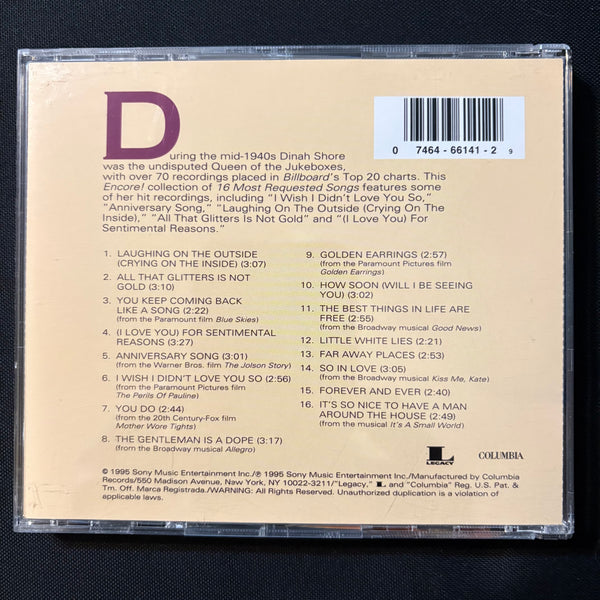 During the mid-1940s Dinah Shore
was the undisputed Queen of the Jukeboxes,
with over 70 recordings placed in Billboard's Top 20 charts. This
Encore! collection of 16 Most Requested Songs features some
of her hit recordings, including "I Wish I Didn't Love You So,"
"Anniversary Song," "Laughing On The Outside (Crying On The
Inside)," "All That Glitters Is Not Gold" and "(I Love You) For
Sentimental Reasons."
0 7464-66141-2 9
1. LAUGHING ON THE OUTSIDE
(CRYING ON THE INSIDE) (3:07)
2. ALL THAT GLITTERS IS NOT
GOLD (3:10)
3. YOU KEEP COMING BACK
LIKE A SONG (2:22)
(from the Paramount film Blue Skies)
4. (I LOVE YOU) FOR SENTIMENTAL
REASONS (3:27)
5. ANNIVERSARY SONG (3:01)
(from the Warner Bros. film The Jolson Story)
6. I WISH I DIDN'T LOVE YOU SO (2:56)
(from the Paramount Pictures film
The Perils Of Pauline)
7. YOU DO (2:44)
(from the 20th Century-Fox film
Mother Wore Tights)
8. THE GENTLEMAN IS A DOPE (3:17)
(from the Broadway musical Allegro)
9. GOLDEN EARRINGS (2:57)
(from the Paramount Pictures film
Golden Earrings)
10. HOW SOON (WILL I BE SEEING
YOU) (3:02)
11. THE BEST THINGS IN LIFE ARE
FREE (2:55)
(from the Broadway musical Good News)
12. LITTLE WHITE LIES (2:21)
13. FAR AWAY PLACES (2:53)
14. SO IN LOVE (3:05)
(from the Broadway musical Kiss Me, Kate)
15. FOREVER AND EVER (2:40)
16. IT'S SO NICE TO HAVE A MAN
AROUND THE HOUSE (2:49)
(from the musical It's A Small World)
L LEGACY COLUMBIA
© 1995 Sony Music Entertainment Inc./℗ 1995 Sony Music Entertainment Inc./Manufactured by Columbia
Records/550 Madison Avenue, New York, NY 10022-3211/"Legacy," L and "Columbia" Reg. U.S. Pat. &
Tm. Off. Marca Registrada./WARNING: All Rights Reserved. Unauthorized duplication is a violation of
applicable laws.